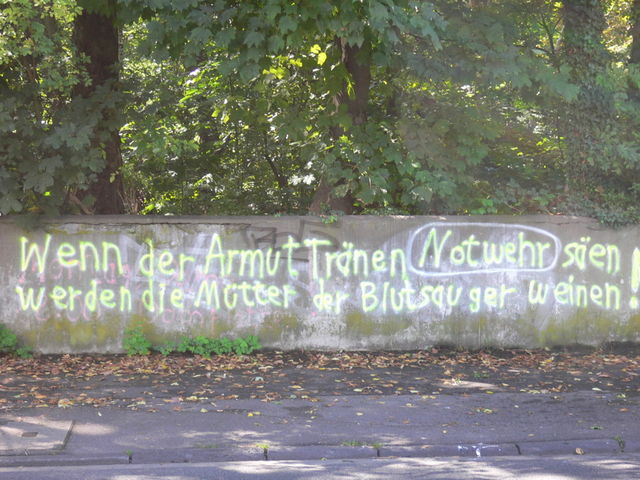 Wenn der Armut Tränen Notwehr säen
werden die Mütter der Blutsauger weinen!